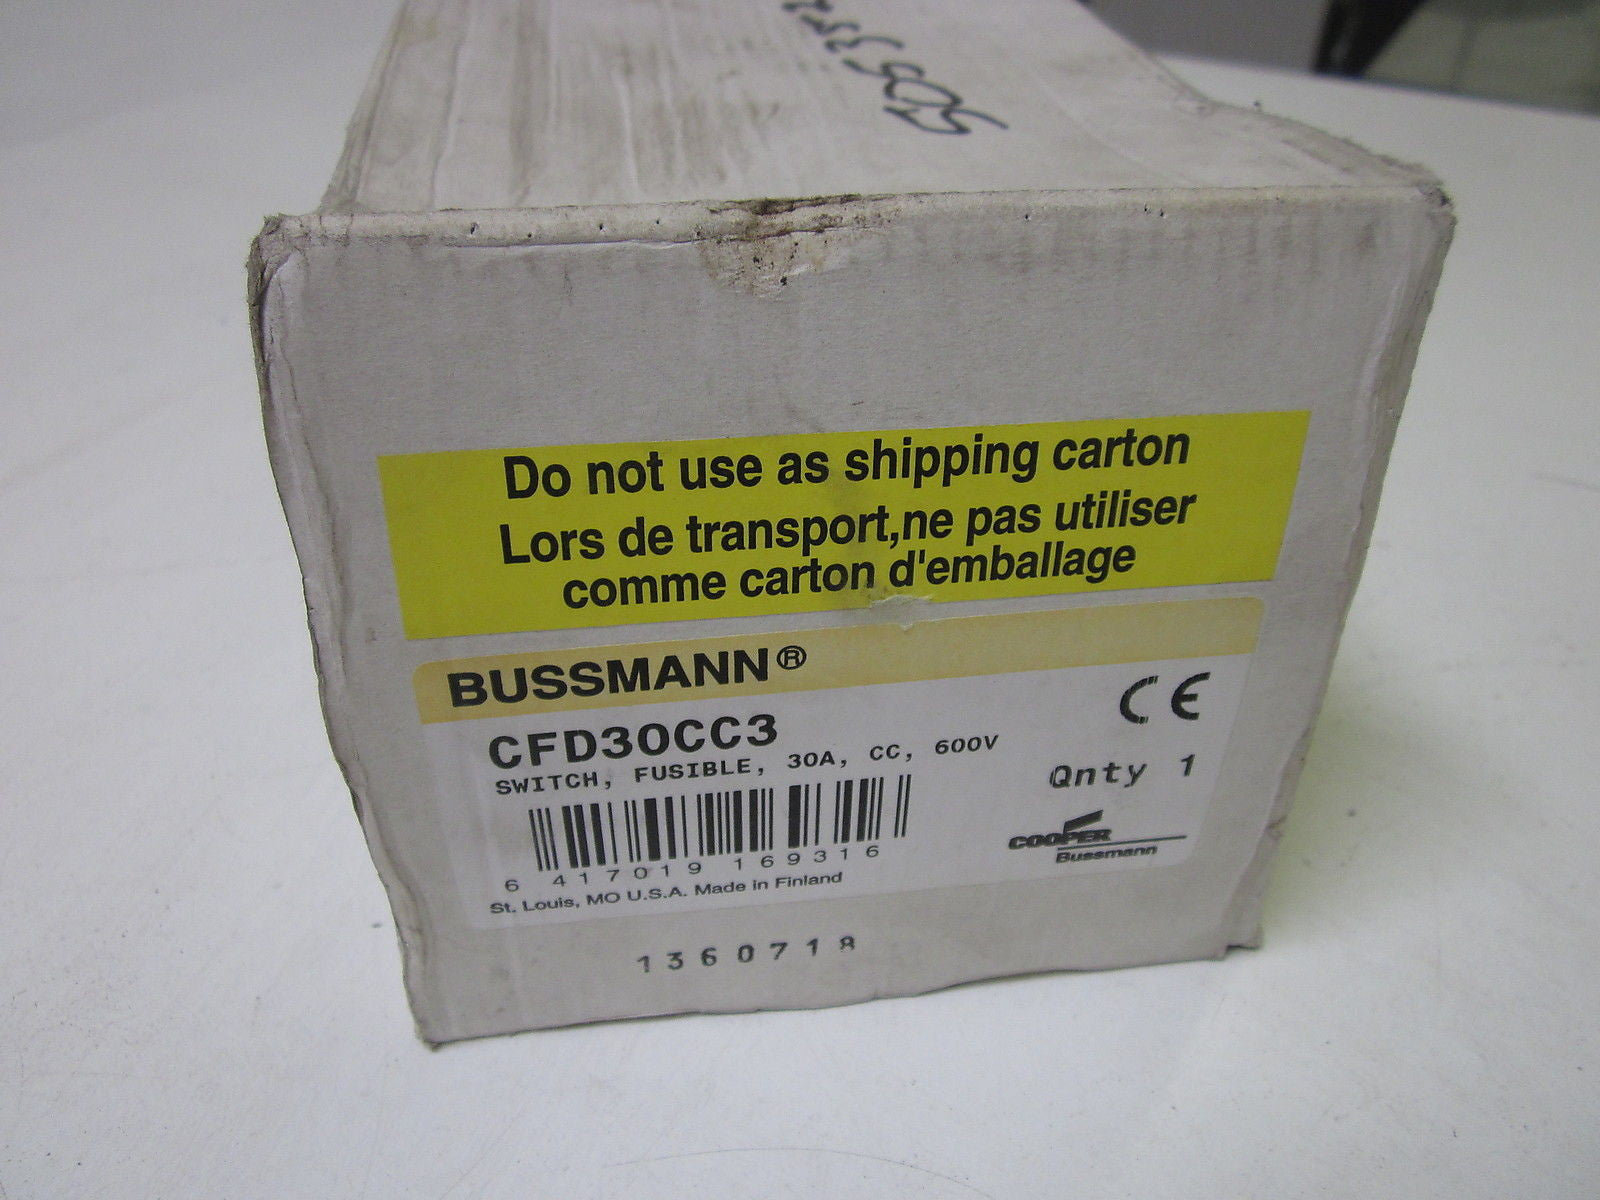 Do not use as shipping carton
Lors de transport,ne pas utiliser
comme carton d'emballage
BUSSMANN®
CFD30CC3
SWITCH, FUSIBLE, 30A, CC, 600V
CE
Qnty 1
6 417019 169316
COOPER
Bussmann
St. Louis, MO U.S.A. Made in Finland
1360718